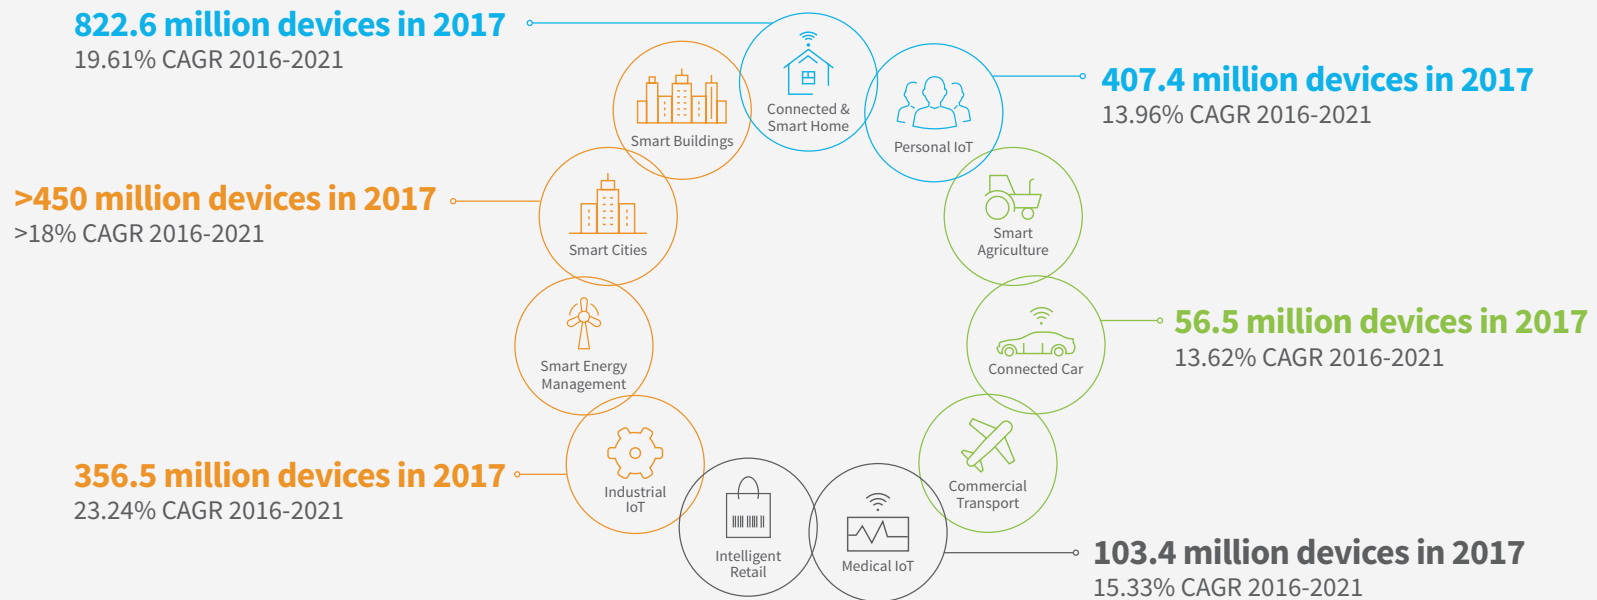 822.6 million devices in 2017
19.61% CAGR 2016-2021
Connected &
Smart Home
Personal IoT
407.4 million devices in 2017
13.96% CAGR 2016-2021
Smart Buildings
>450 million devices in 2017
>18% CAGR 2016-2021
Smart Cities
Smart
Agriculture
Smart Energy
Management
Connected Car
56.5 million devices in 2017
13.62% CAGR 2016-2021
356.5 million devices in 2017
23.24% CAGR 2016-2021
Industrial
IoT
Intelligent
Retail
Medical IoT
Commercial
Transport
103.4 million devices in 2017
15.33% CAGR 2016-2021